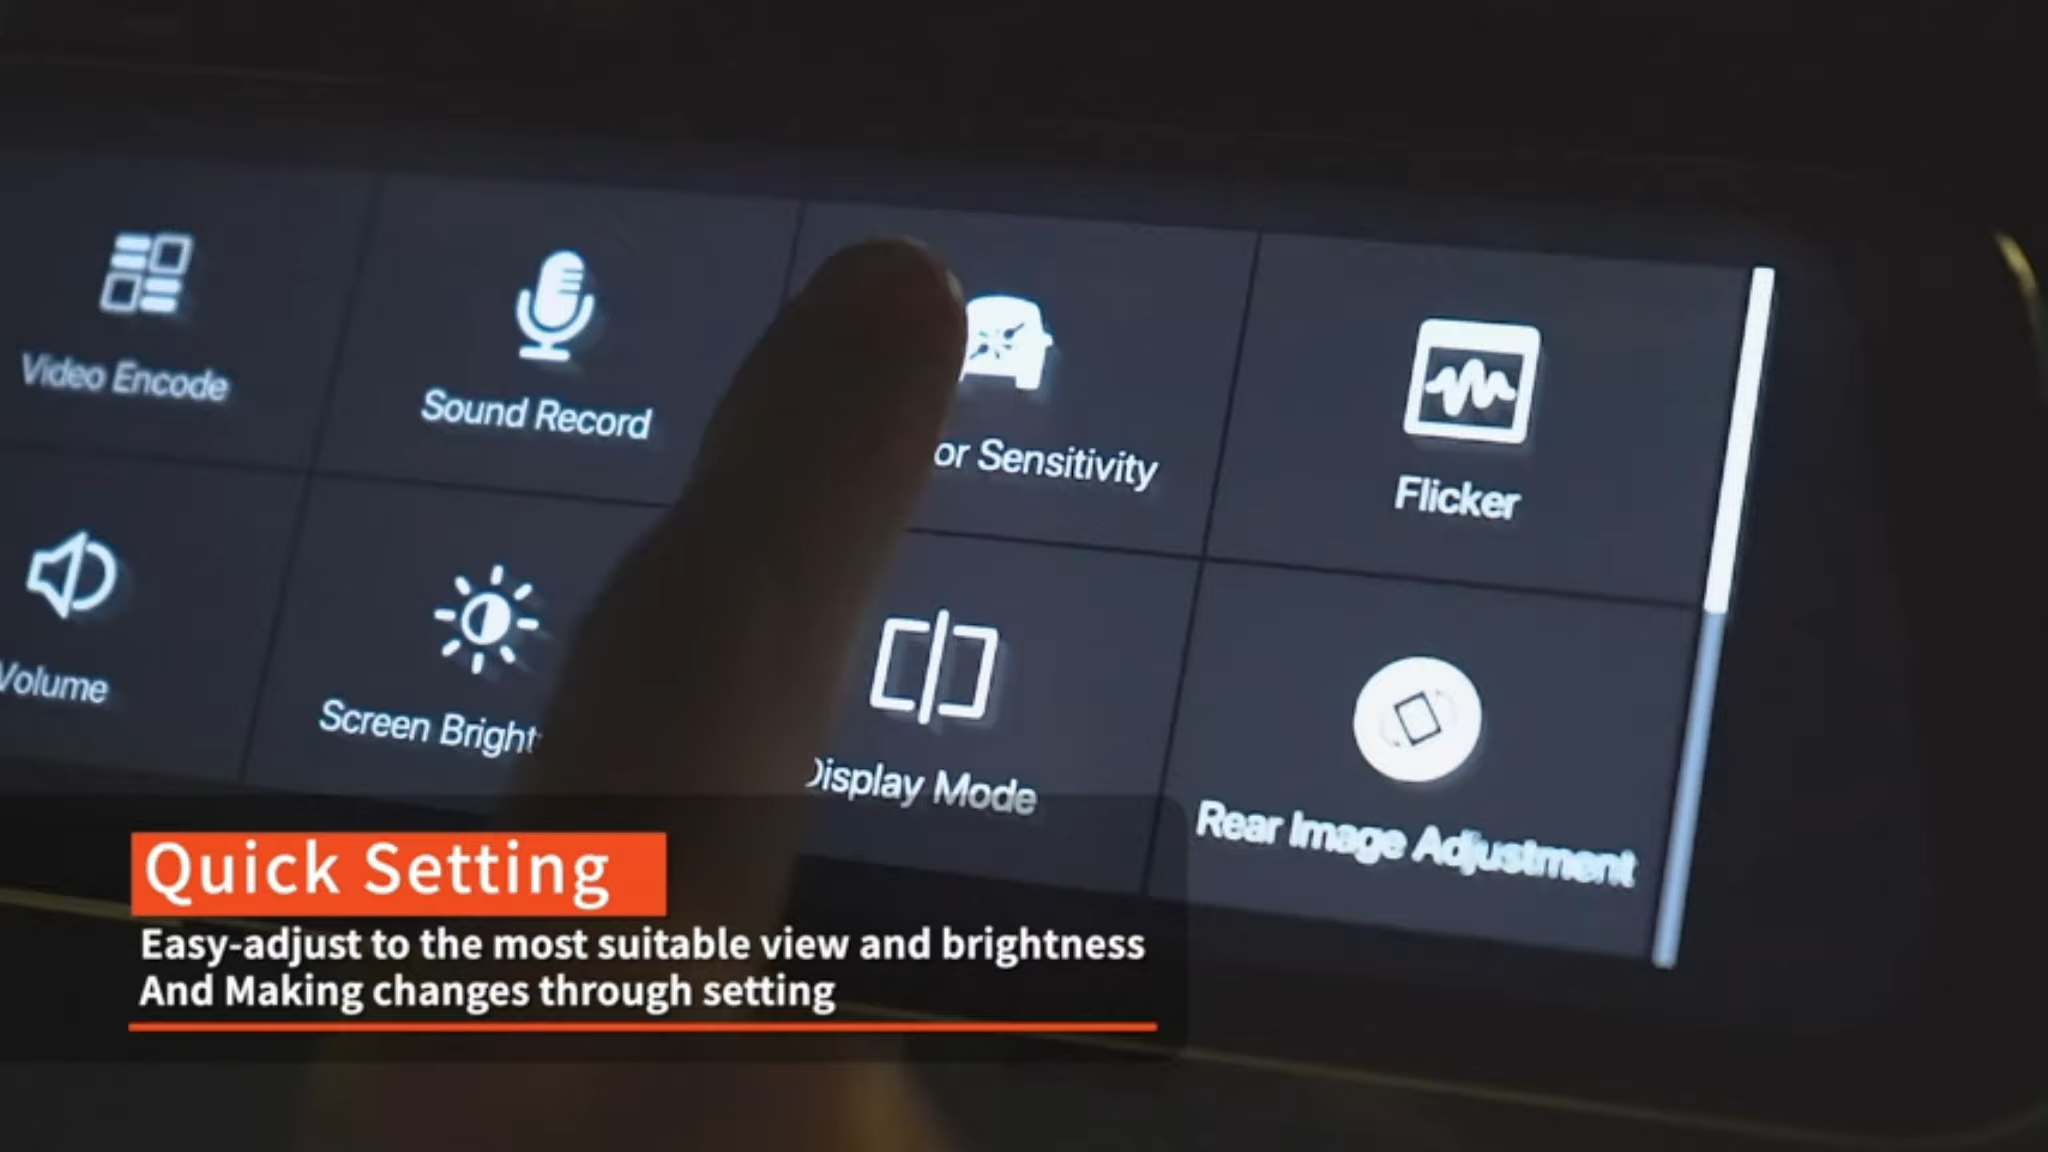 Video Encode
Sound Record
or Sensitivity
Flicker
Volume
Screen Bright
Display Mode
Rear Image Adjustment
Quick Setting
Easy-adjust to the most suitable view and brightness
And Making changes through setting